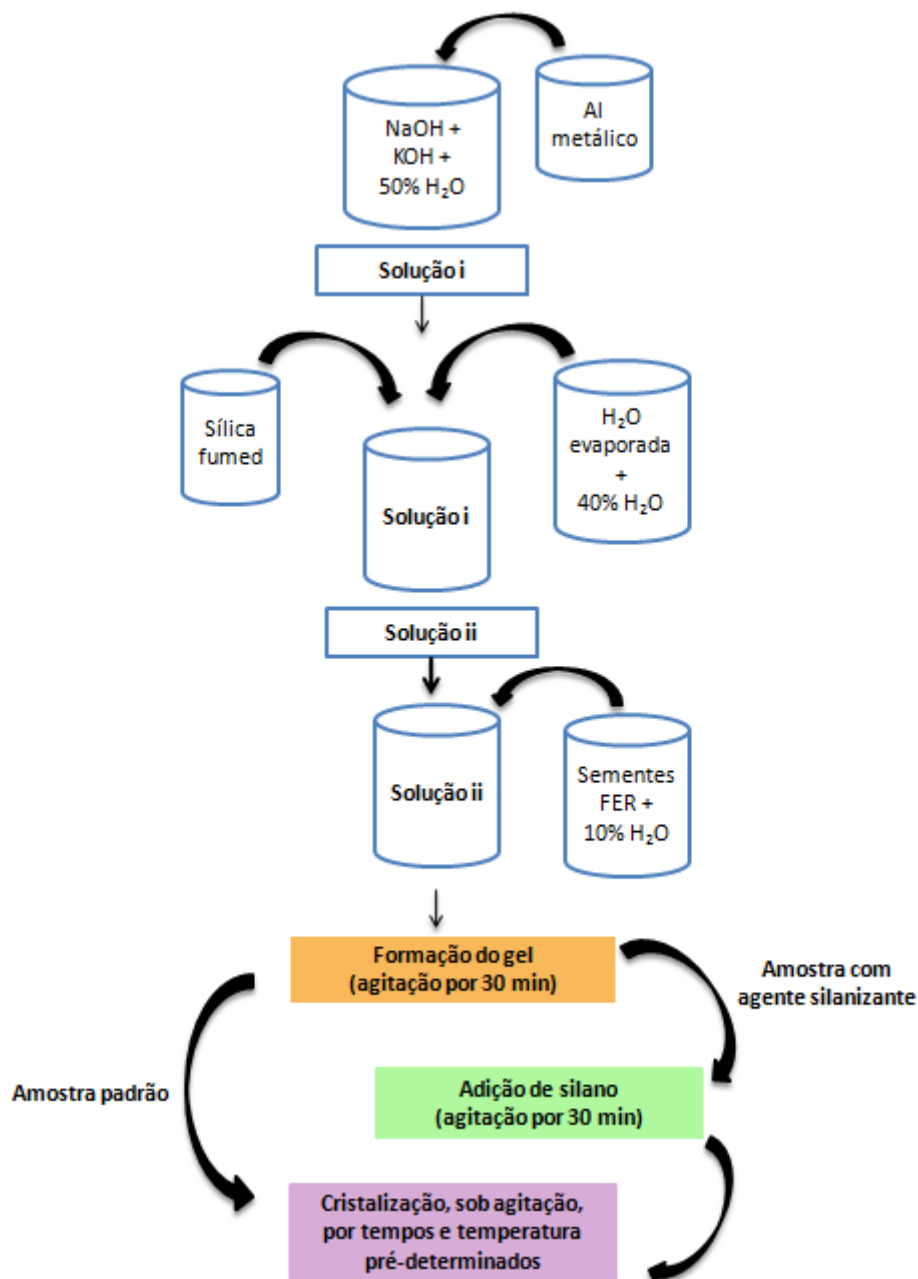 Al
metálico
NaOH +
KOH +
50% H₂O
Solução i
Sílica
fumed
H₂O
evaporada
+
40% H₂O
Solução i
Solução ii
Solução ii
Sementes
FER +
10% H₂O
Formação do gel
(agitação por 30 min)
Amostra com
agente silanizante
Amostra padrão
Adição de silano
(agitação por 30 min)
Cristalização, sob agitação,
por tempos e temperatura
pré-determinados